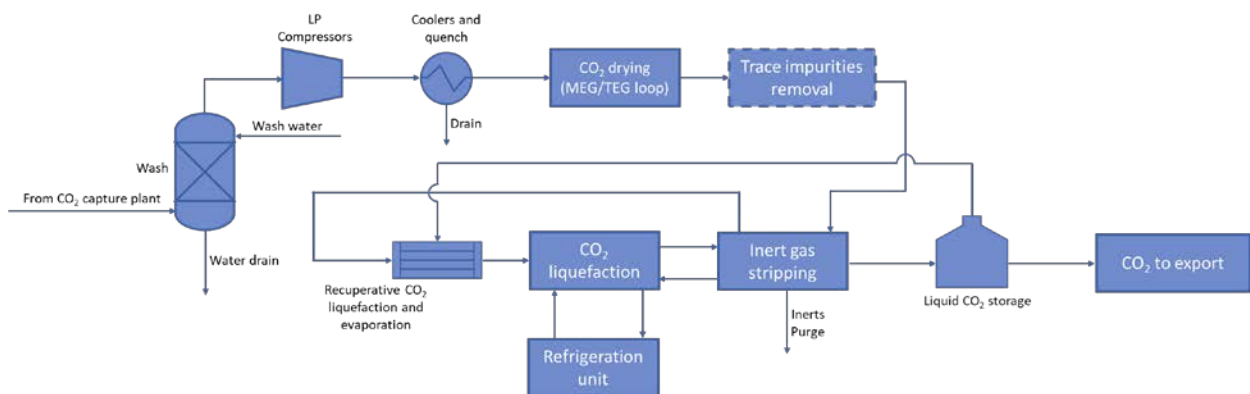 LP
Compressors
Coolers and
quench
CO₂ drying
(MEG/TEG loop)
Trace impurities
removal
Wash water
Drain
Wash
From CO₂ capture plant
Water drain
CO₂
liquefaction
Inert gas
stripping
CO₂ to export
Recuperative CO₂
liquefaction and
evaporation
Liquid CO₂ storage
Inerts
Purge
Refrigeration
unit